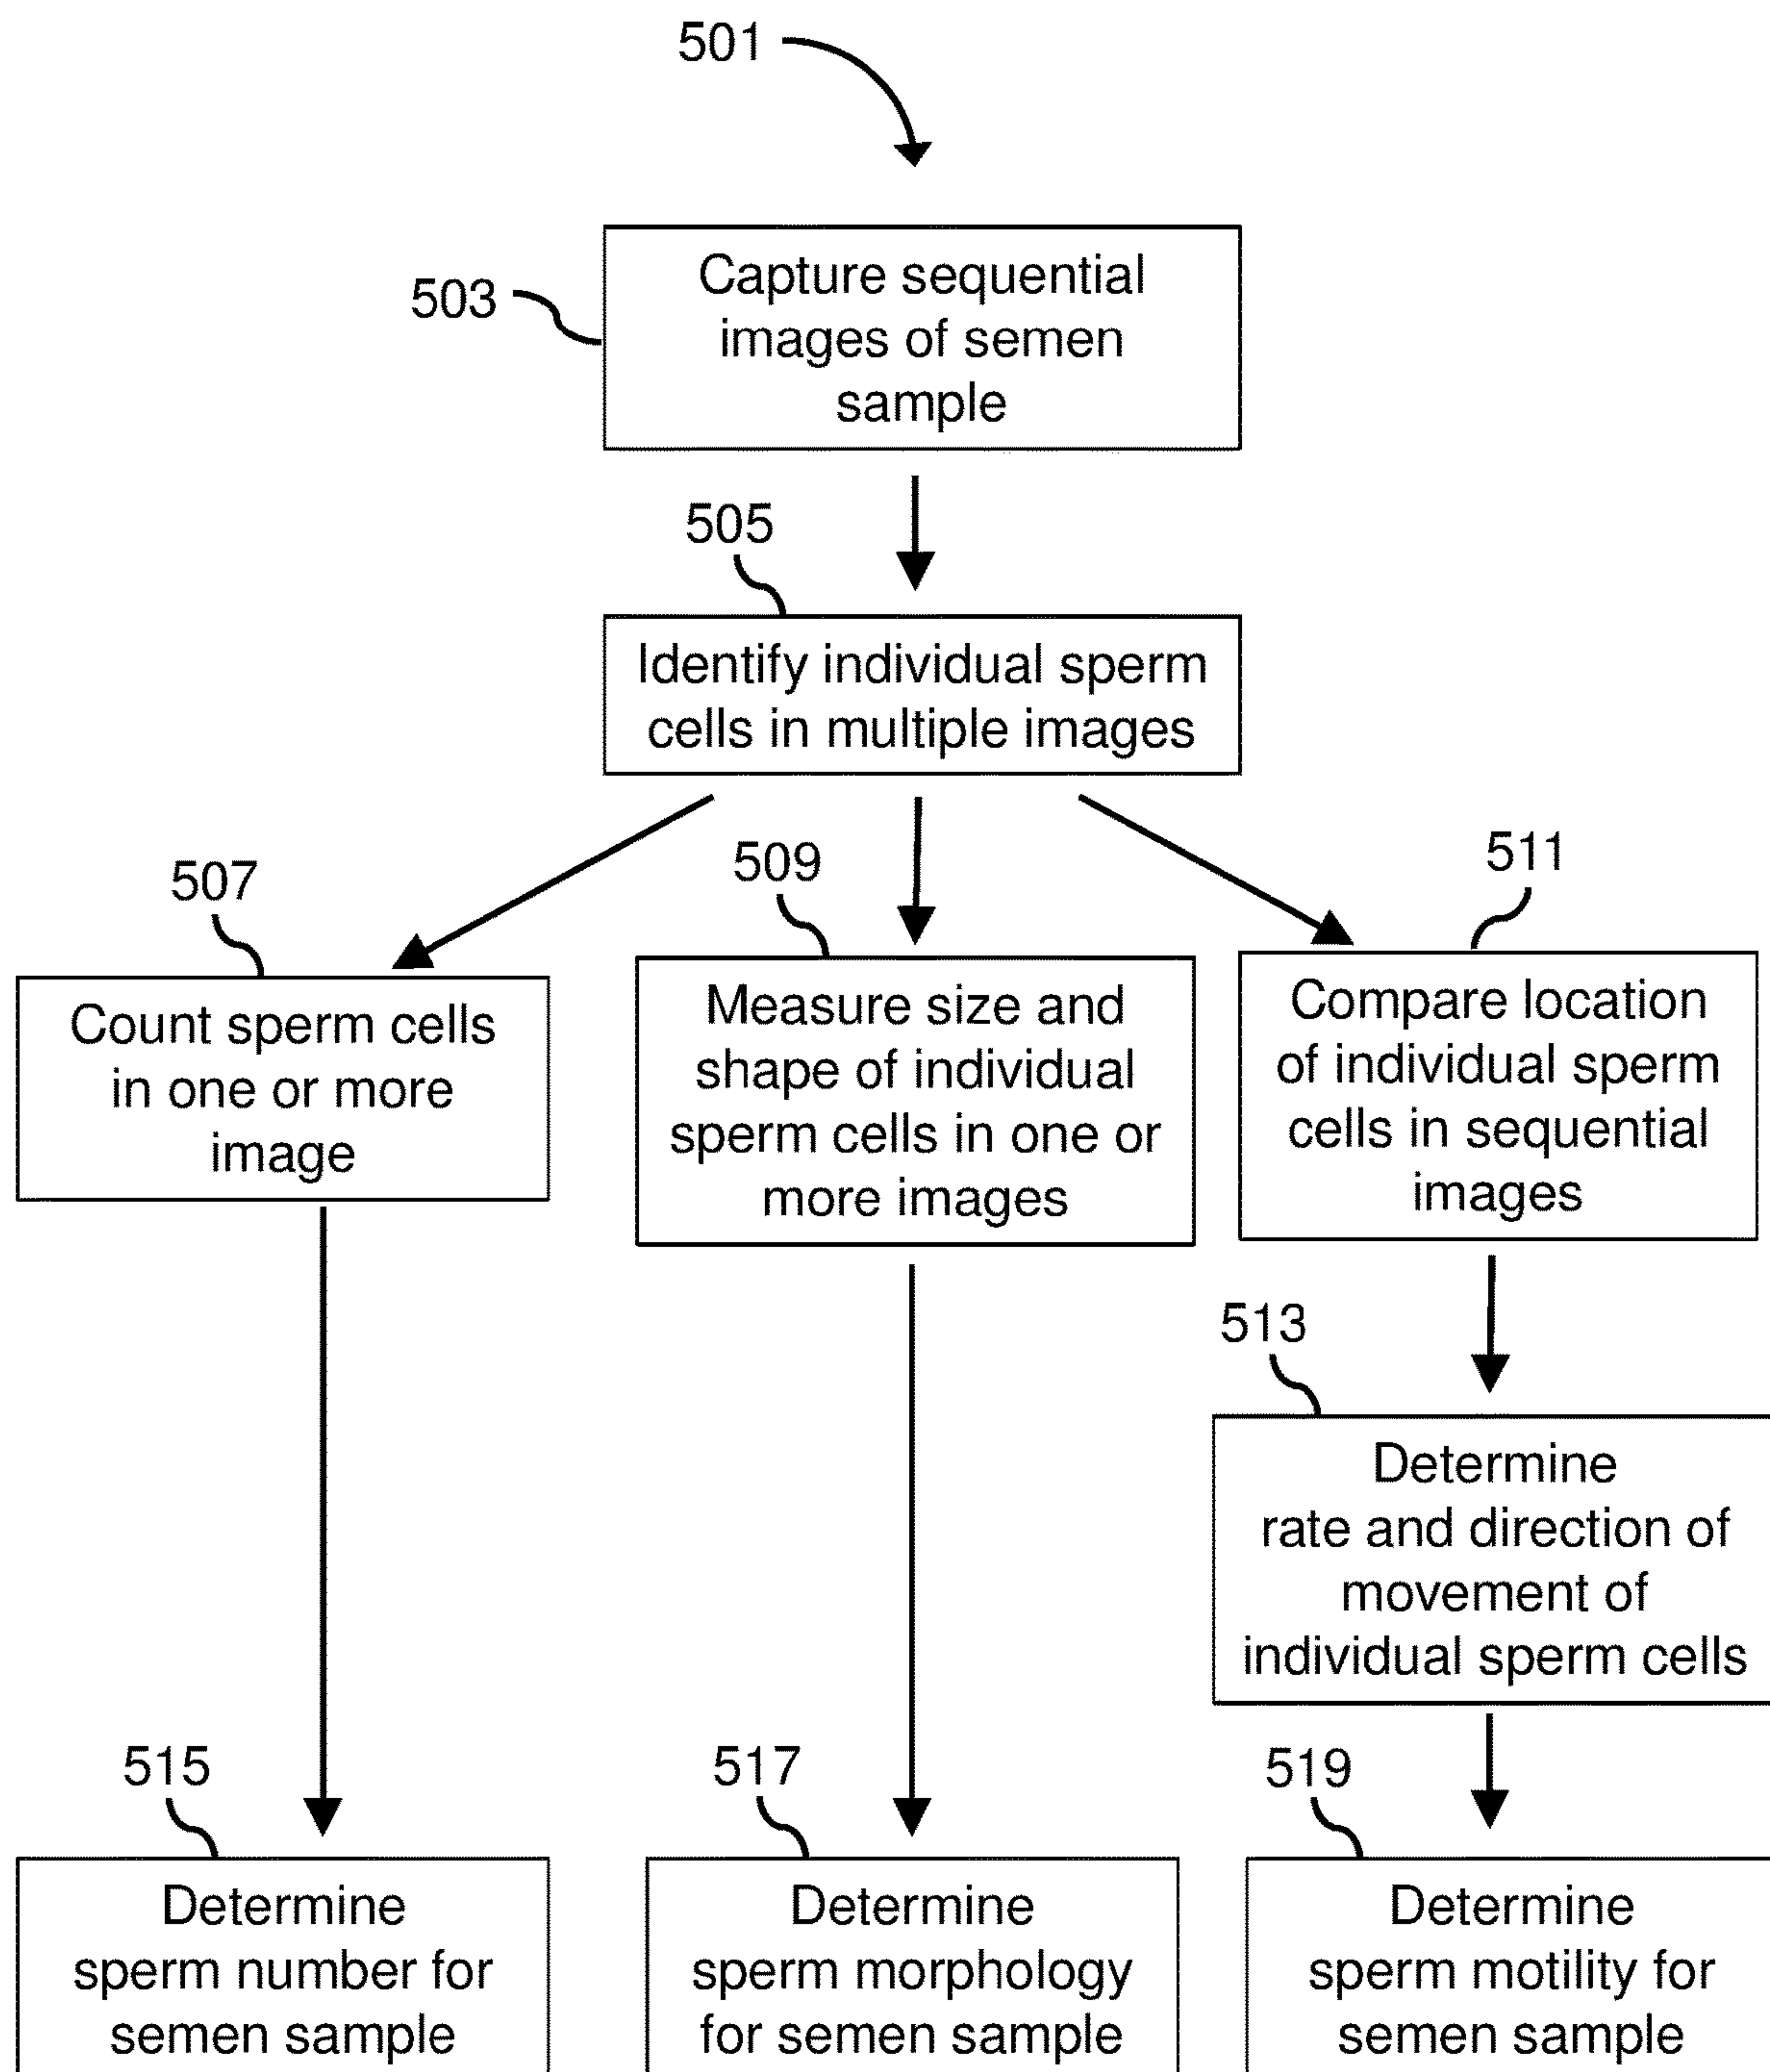 501
503
Capture sequential
images of semen
sample
505
Identify individual sperm
cells in multiple images
507
Count sperm cells
in one or more
image
509
Measure size and
shape of individual
sperm cells in one or
more images
511
Compare location
of individual sperm
cells in sequential
images
513
Determine
rate and direction of
movement of
individual sperm cells
515
Determine
sperm number for
semen sample
517
Determine
sperm morphology
for semen sample
519
Determine
sperm motility for
semen sample